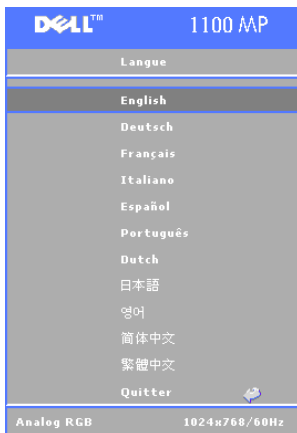 DELL™ 1100 MP
Langue
English
Deutsch
Français
Italiano
Español
Português
Dutch
日本語
영어
简体中文
繁體中文
Quitter
Analog RGB 1024x768/60Hz